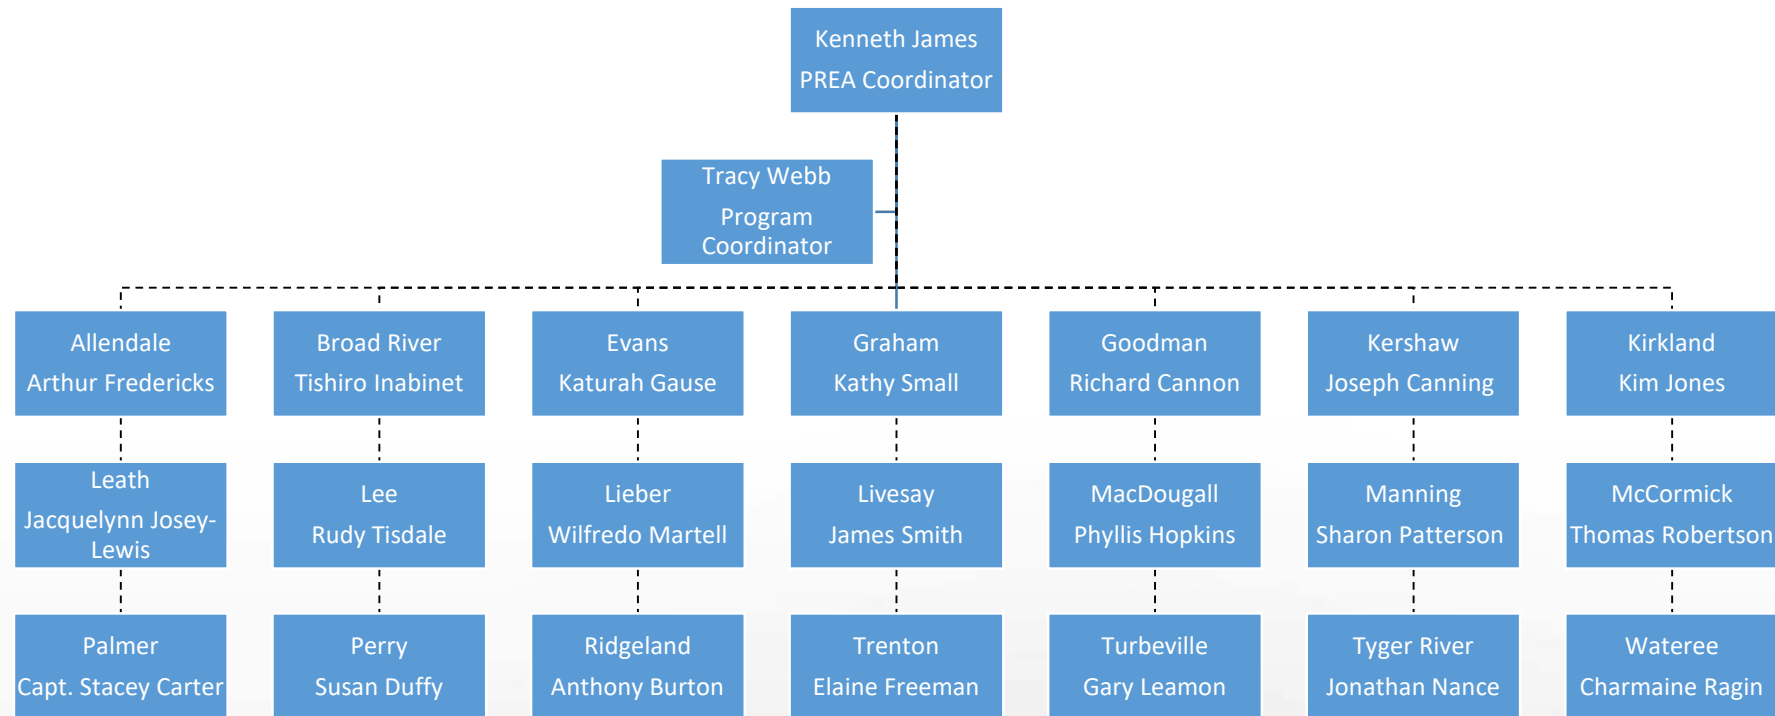 Kenneth James
PREA Coordinator
Tracy Webb
Program
Coordinator
Allendale
Arthur Fredericks
Broad River
Tishiro Inabinet
Evans
Katurah Gause
Graham
Kathy Small
Goodman
Richard Cannon
Kershaw
Joseph Canning
Kirkland
Kim Jones
Leath
Jacquelynn Josey-
Lewis
Lee
Rudy Tisdale
Lieber
Wilfredo Martell
Livesay
James Smith
MacDougall
Phyllis Hopkins
Manning
Sharon Patterson
McCormick
Thomas Robertson
Palmer
Capt. Stacey Carter
Perry
Susan Duffy
Ridgeland
Anthony Burton
Trenton
Elaine Freeman
Turbeville
Gary Leamon
Tyger River
Jonathan Nance
Wateree
Charmaine Ragin